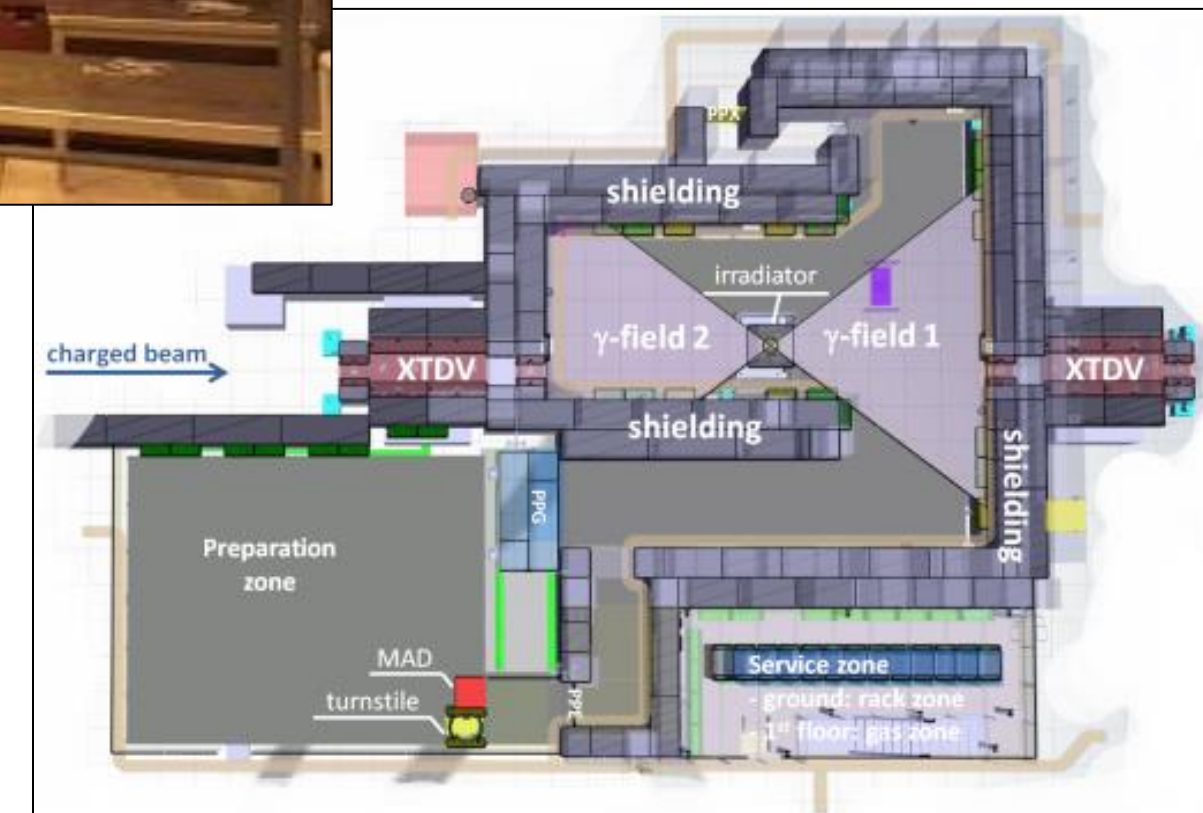 PPX
shielding
irradiator
γ-field 2
γ-field 1
charged beam
XTDV
XTDV
shielding
shielding
PPG
Preparation
zone
MAD
turnstile
Service zone
- ground: rack zone
- 1st floor: gas zone